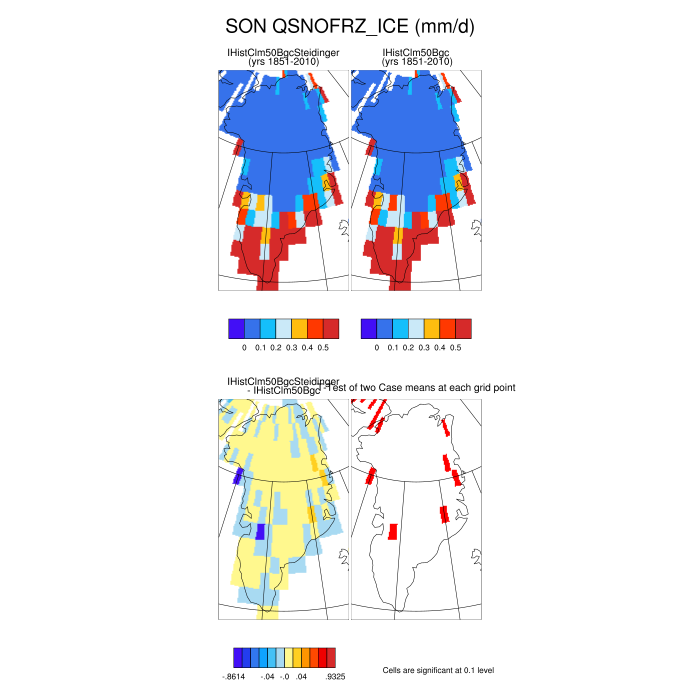 SON QSNOFRZ_ICE (mm/d)
IHistClm50BgcSteidinger
(yrs 1851-2010)
IHistClm50Bgc
(yrs 1851-2010)
0 0.1 0.2 0.3 0.4 0.5
0 0.1 0.2 0.3 0.4 0.5
IHistClm50BgcSteidinger
- IHistClm50Bgc
T-Test of two Case means at each grid point
-.8614 -.04 -.0 .04 .9325
Cells are significant at 0.1 level